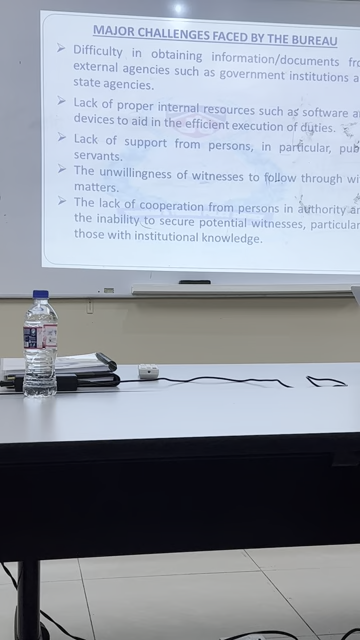 MAJOR CHALLENGES FACED BY THE BUREAU
➢ Difficulty in obtaining information/documents fro
external agencies such as government institutions a
state agencies.
➢ Lack of proper internal resources such as software a
devices to aid in the efficient execution of duties.
➢ Lack of support from persons, in particular, pub
servants.
➢ The unwillingness of witnesses to follow through wi
matters.
➢ The lack of cooperation from persons in authority a
the inability to secure potential witnesses, particular
those with institutional knowledge.